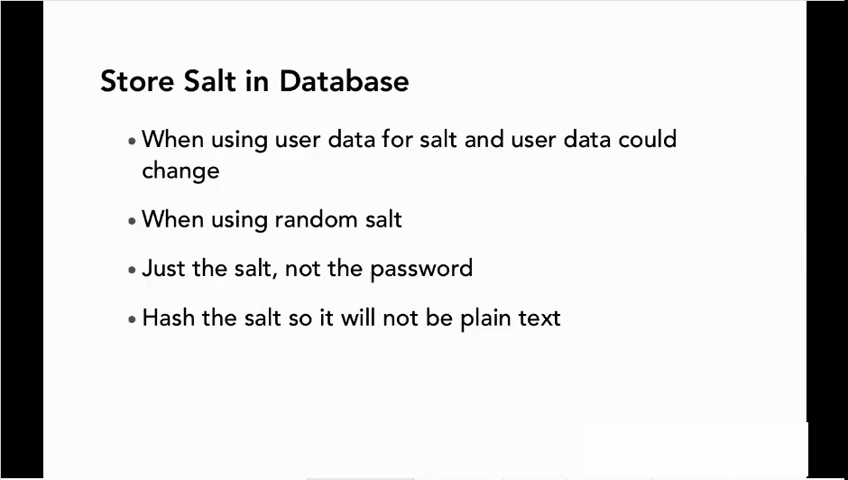 Store Salt in Database
• When using user data for salt and user data could
change
• When using random salt
• Just the salt, not the password
• Hash the salt so it will not be plain text